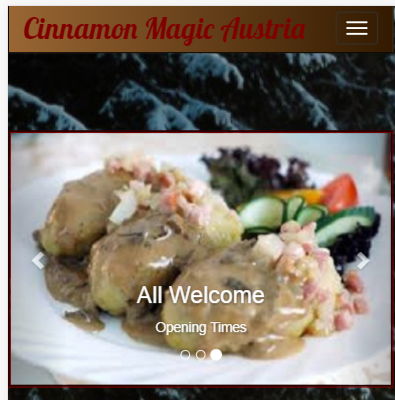 Cinnamon Magic Austria
All Welcome
Opening Times